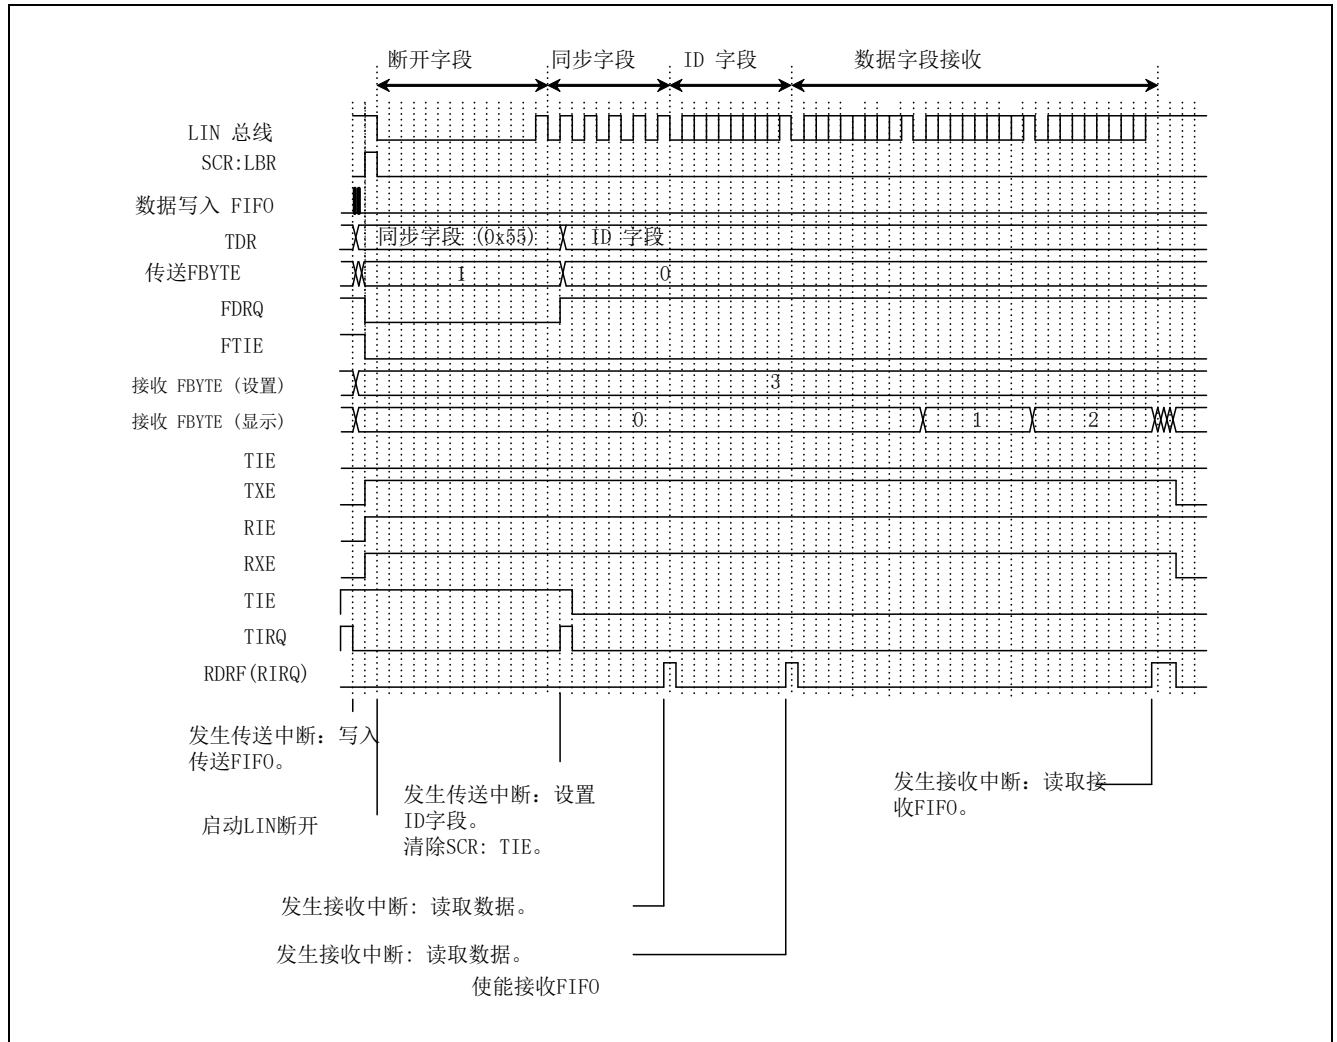 断开字段 同步字段 ID 字段 数据字段接收
LIN 总线
SCR:LBR
数据写入 FIFO
TDR 同步字段 (0x55) ID 字段
传送FBYTE 1 0
FDRQ
FTIE
接收 FBYTE (设置) 3
接收 FBYTE (显示) 0 1 2
TIE
TXE
RIE
RXE
TIE
TIRQ
RDRF(RIRQ)
发生传送中断：写入
传送FIFO。
启动LIN断开
发生传送中断：设置
ID字段。
清除SCR: TIE。
发生接收中断：读取接
收FIFO。
发生接收中断: 读取数据。
发生接收中断: 读取数据。
使能接收FIFO